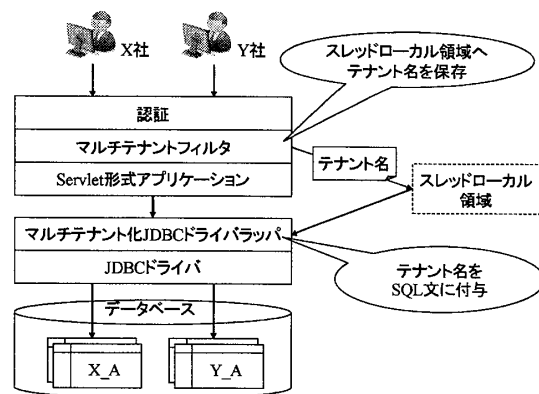 X社
Y社
スレッドローカル領域へ
テナント名を保存
認証
マルチテナントフィルタ
Servlet形式アプリケーション
テナント名
スレッドローカル
領域
マルチテナント化JDBCドライバラッパ
JDBCドライバ
テナント名を
SQL文に付与
データベース
X_A
Y_A